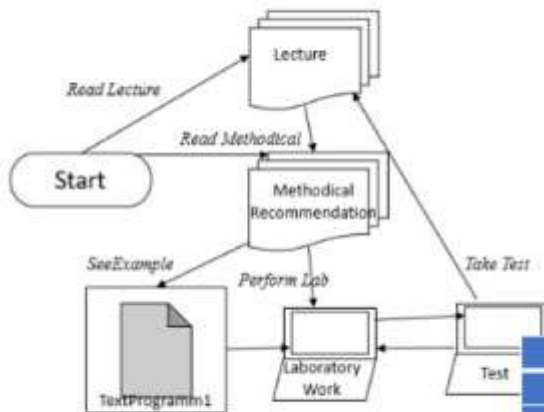 Lecture
Read Lecture
Read Methodical
Start
Methodical
Recommendation
SeeExample
Perform Lab
Take Test
TextProgramm1
Laboratory
Work
Test